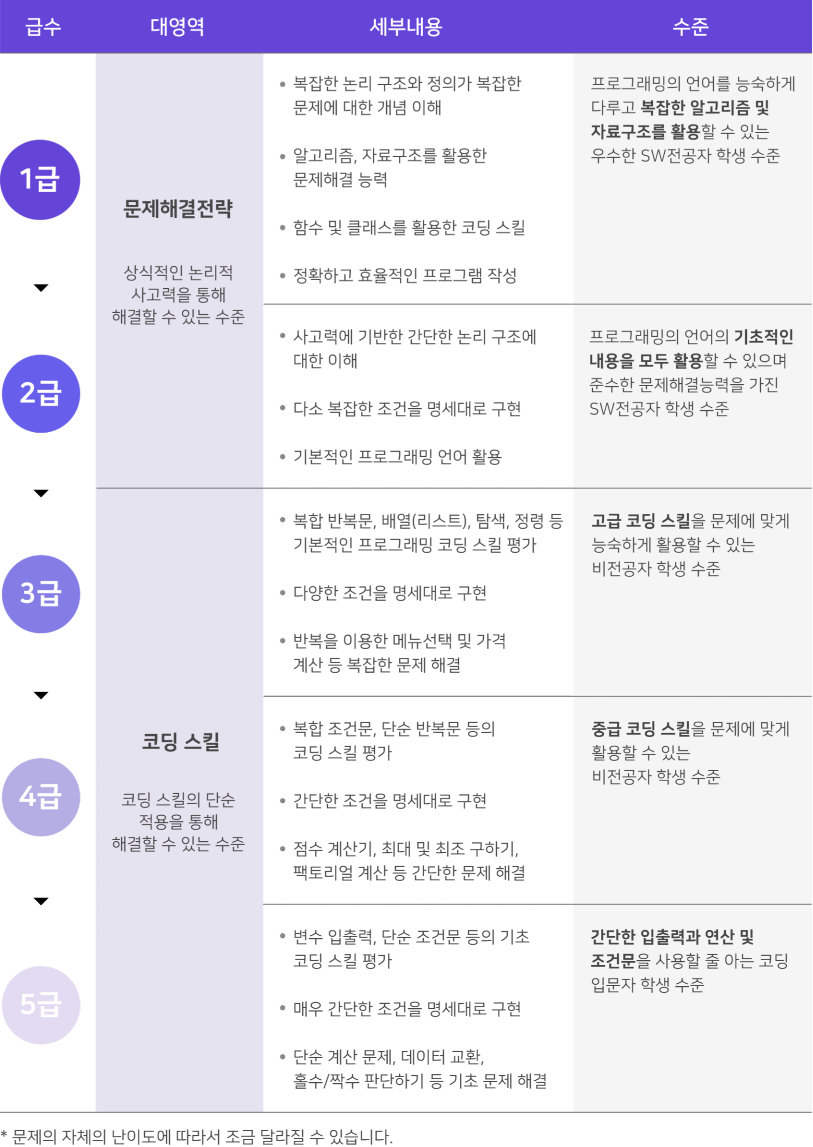 급수 대영역 세부내용 수준
1급
문제해결전략
상식적인 논리적
사고력을 통해
해결할 수 있는 수준
• 복잡한 논리 구조와 정의가 복잡한
문제에 대한 개념 이해
• 알고리즘, 자료구조를 활용한
문제해결 능력
• 함수 및 클래스를 활용한 코딩 스킬
• 정확하고 효율적인 프로그램 작성
프로그래밍의 언어를 능숙하게
다루고 복잡한 알고리즘 및
자료구조를 활용할 수 있는
우수한 SW전공자 학생 수준
2급
• 사고력에 기반한 간단한 논리 구조에
대한 이해
• 다소 복잡한 조건을 명세대로 구현
• 기본적인 프로그래밍 언어 활용
프로그래밍의 언어의 기초적인
내용을 모두 활용할 수 있으며
준수한 문제해결능력을 가진
SW전공자 학생 수준
3급
코딩 스킬
코딩 스킬의 단순
적용을 통해
해결할 수 있는 수준
• 복합 반복문, 배열(리스트), 탐색, 정령 등
기본적인 프로그래밍 코딩 스킬 평가
• 다양한 조건을 명세대로 구현
• 반복을 이용한 메뉴선택 및 가격
계산 등 복잡한 문제 해결
고급 코딩 스킬을 문제에 맞게
능숙하게 활용할 수 있는
비전공자 학생 수준
4급
• 복합 조건문, 단순 반복문 등의
코딩 스킬 평가
• 간단한 조건을 명세대로 구현
• 점수 계산기, 최대 및 최조 구하기,
팩토리얼 계산 등 간단한 문제 해결
중급 코딩 스킬을 문제에 맞게
활용할 수 있는
비전공자 학생 수준
5급
• 변수 입출력, 단순 조건문 등의 기초
코딩 스킬 평가
• 매우 간단한 조건을 명세대로 구현
• 단순 계산 문제, 데이터 교환,
홀수/짝수 판단하기 등 기초 문제 해결
간단한 입출력과 연산 및
조건문을 사용할 줄 아는 코딩
입문자 학생 수준
* 문제의 자체의 난이도에 따라서 조금 달라질 수 있습니다.